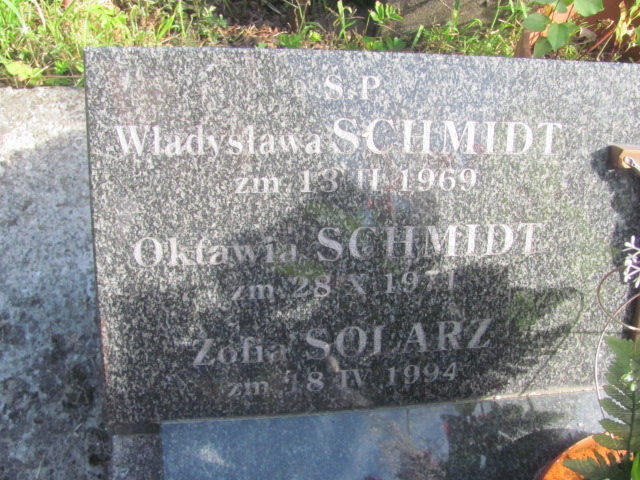 Ś.P.
Władysława SCHMIDT
zm 13 II 1969
Oktawia SCHMIDT
zm 28 X 1971
Zofia SOLARZ
zm 18 IV 1994